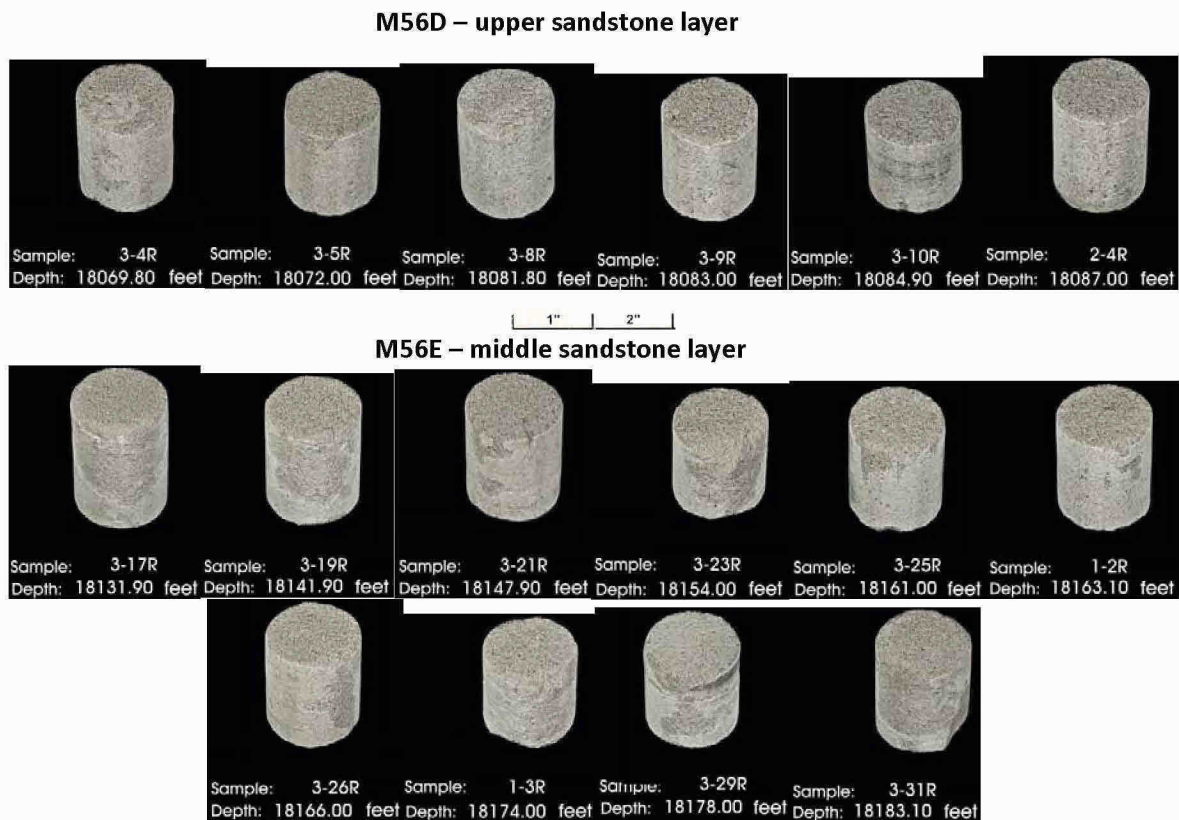 M56D – upper sandstone layer
Sample: 3-4R
Depth: 18069.80 feet
Sample: 3-5R
Depth: 18072.00 feet
Sample: 3-8R
Depth: 18081.80 feet
Sample: 3-9R
Depth: 18083.00 feet
Sample: 3-10R
Depth: 18084.90 feet
Sample: 2-4R
Depth: 18087.00 feet
1" 2"
M56E – middle sandstone layer
Sample: 3-17R
Depth: 18131.90 feet
Sample: 3-19R
Depth: 18141.90 feet
Sample: 3-21R
Depth: 18147.90 feet
Sample: 3-23R
Depth: 18154.00 feet
Sample: 3-25R
Depth: 18161.00 feet
Sample: 1-2R
Depth: 18163.10 feet
Sample: 3-26R
Depth: 18166.00 feet
Sample: 1-3R
Depth: 18174.00 feet
Sample: 3-29R
Depth: 18178.00 feet
Sample: 3-31R
Depth: 18183.10 feet